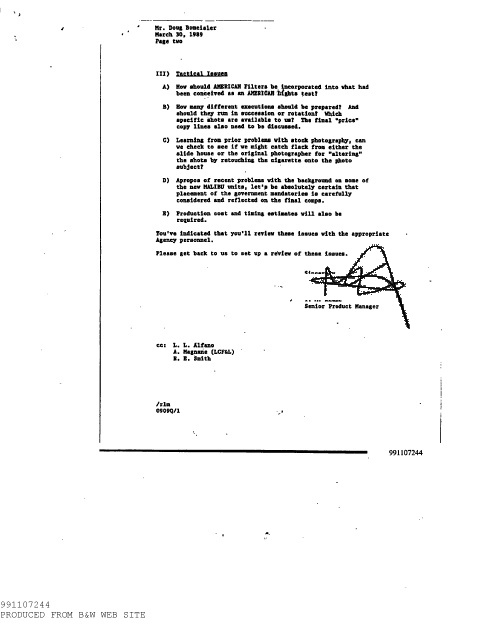 Mr. Doug Bomeisler
March 30, 1989
Page two
III) Tactical Issues
A) How should AMERICAN Filters be incorporated into what had
been conceived as an AMERICAN Lights test?
B) How many different executions should be prepared? And
should they run in succession or rotation? Which
specific shots are available to us? The final "price"
copy lines also need to be discussed.
C) Learning from prior problems with stock photography, can
we check to see if we might catch flack from either the
slide house or the original photographer for "altering"
the shots by retouching the cigarette onto the photo
subject?
D) Apropos of recent problems with the background on some of
the new MALIBU units, let's be absolutely certain that
placement of the government mandatories is carefully
considered and reflected on the final comps.
E) Production cost and timing estimates will also be
required.
You've indicated that you'll review these issues with the appropriate
Agency personnel.
Please get back to us to set up a review of these issues.
Senior Product Manager
cc: L. L. Alfano
A. Magnane (LCF&L)
E. Smith
/rlm
0909Q/1
991107244
991107244
PRODUCED FROM B&W WEB SITE